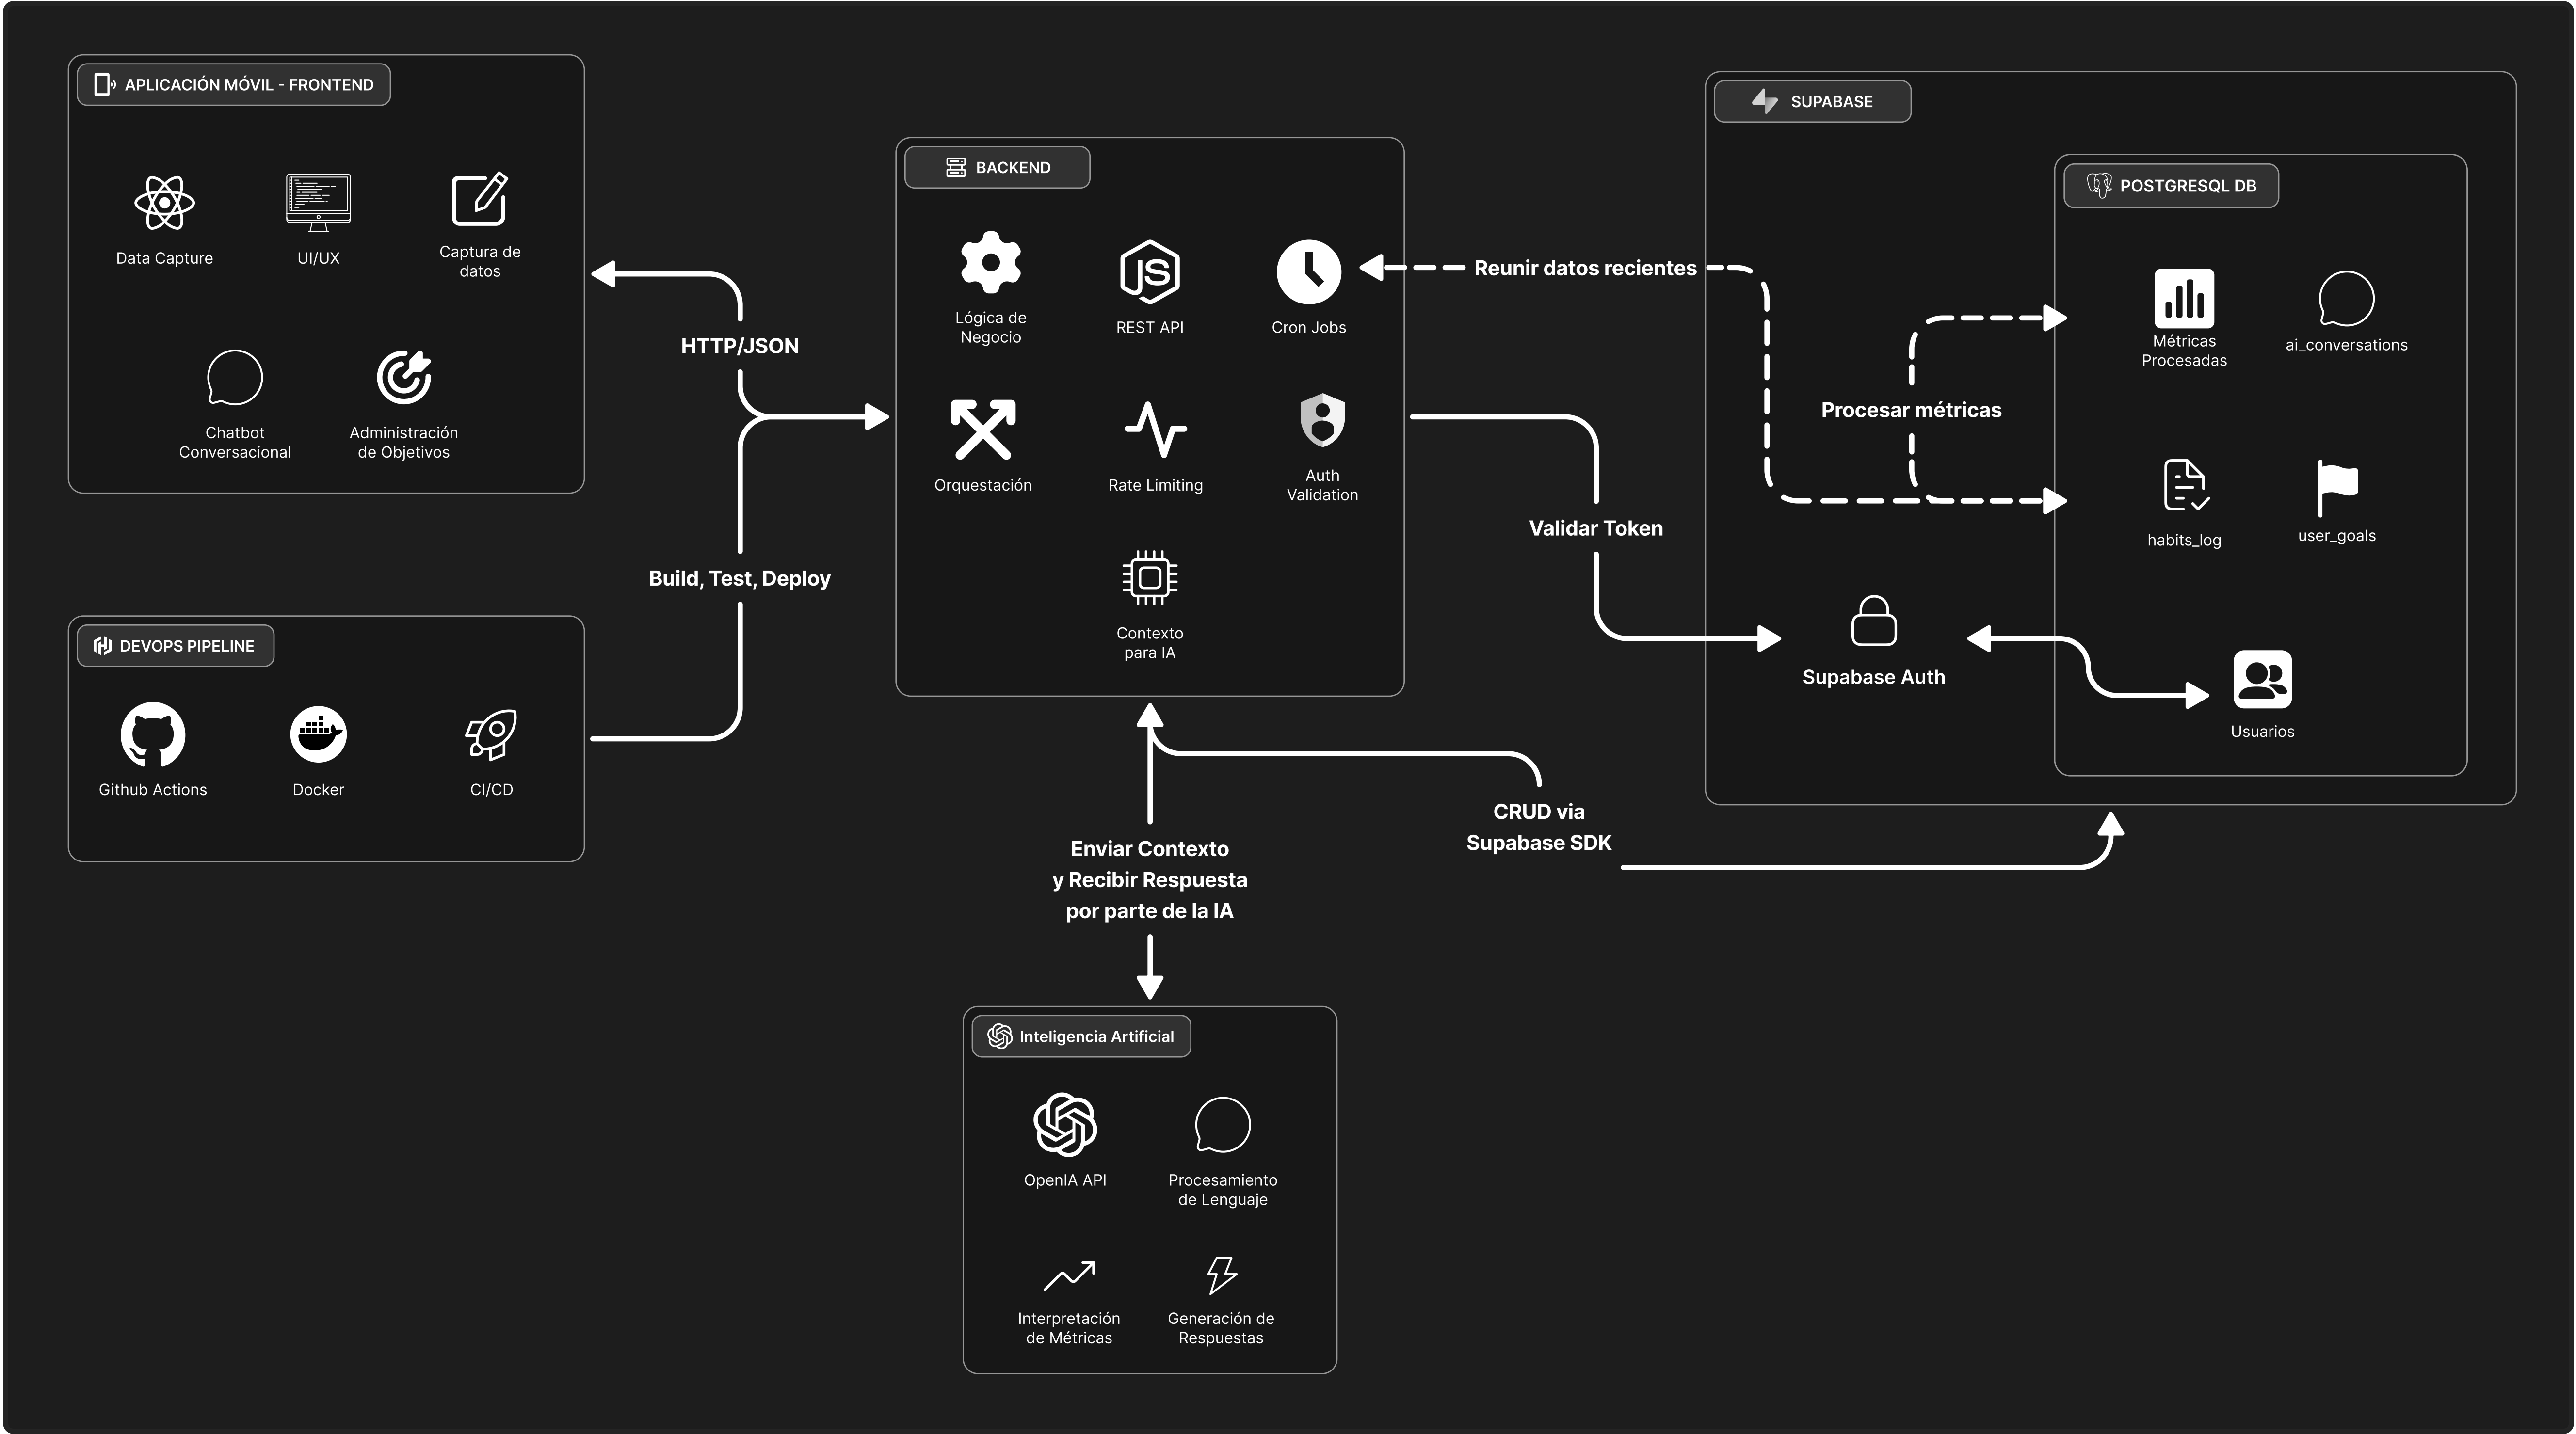 APLICACIÓN MÓVIL - FRONTEND
Data Capture
UI/UX
Captura de
datos
Chatbot
Conversacional
Administración
de Objetivos
HTTP/JSON
Build, Test, Deploy
DEVOPS PIPELINE
Github Actions
Docker
CI/CD
BACKEND
Lógica de
Negocio
JS
REST API
Cron Jobs
Orquestación
Rate Limiting
Auth
Validation
Contexto
para IA
Reunir datos recientes
Validar Token
Enviar Contexto
y Recibir Respuesta
por parte de la IA
CRUD via
Supabase SDK
SUPABASE
Procesar métricas
Supabase Auth
POSTGRESQL DB
Métricas
Procesadas
ai_conversations
habits_log
user_goals
Usuarios
Inteligencia Artificial
OpenIA API
Procesamiento
de Lenguaje
Interpretación
de Métricas
Generación de
Respuestas